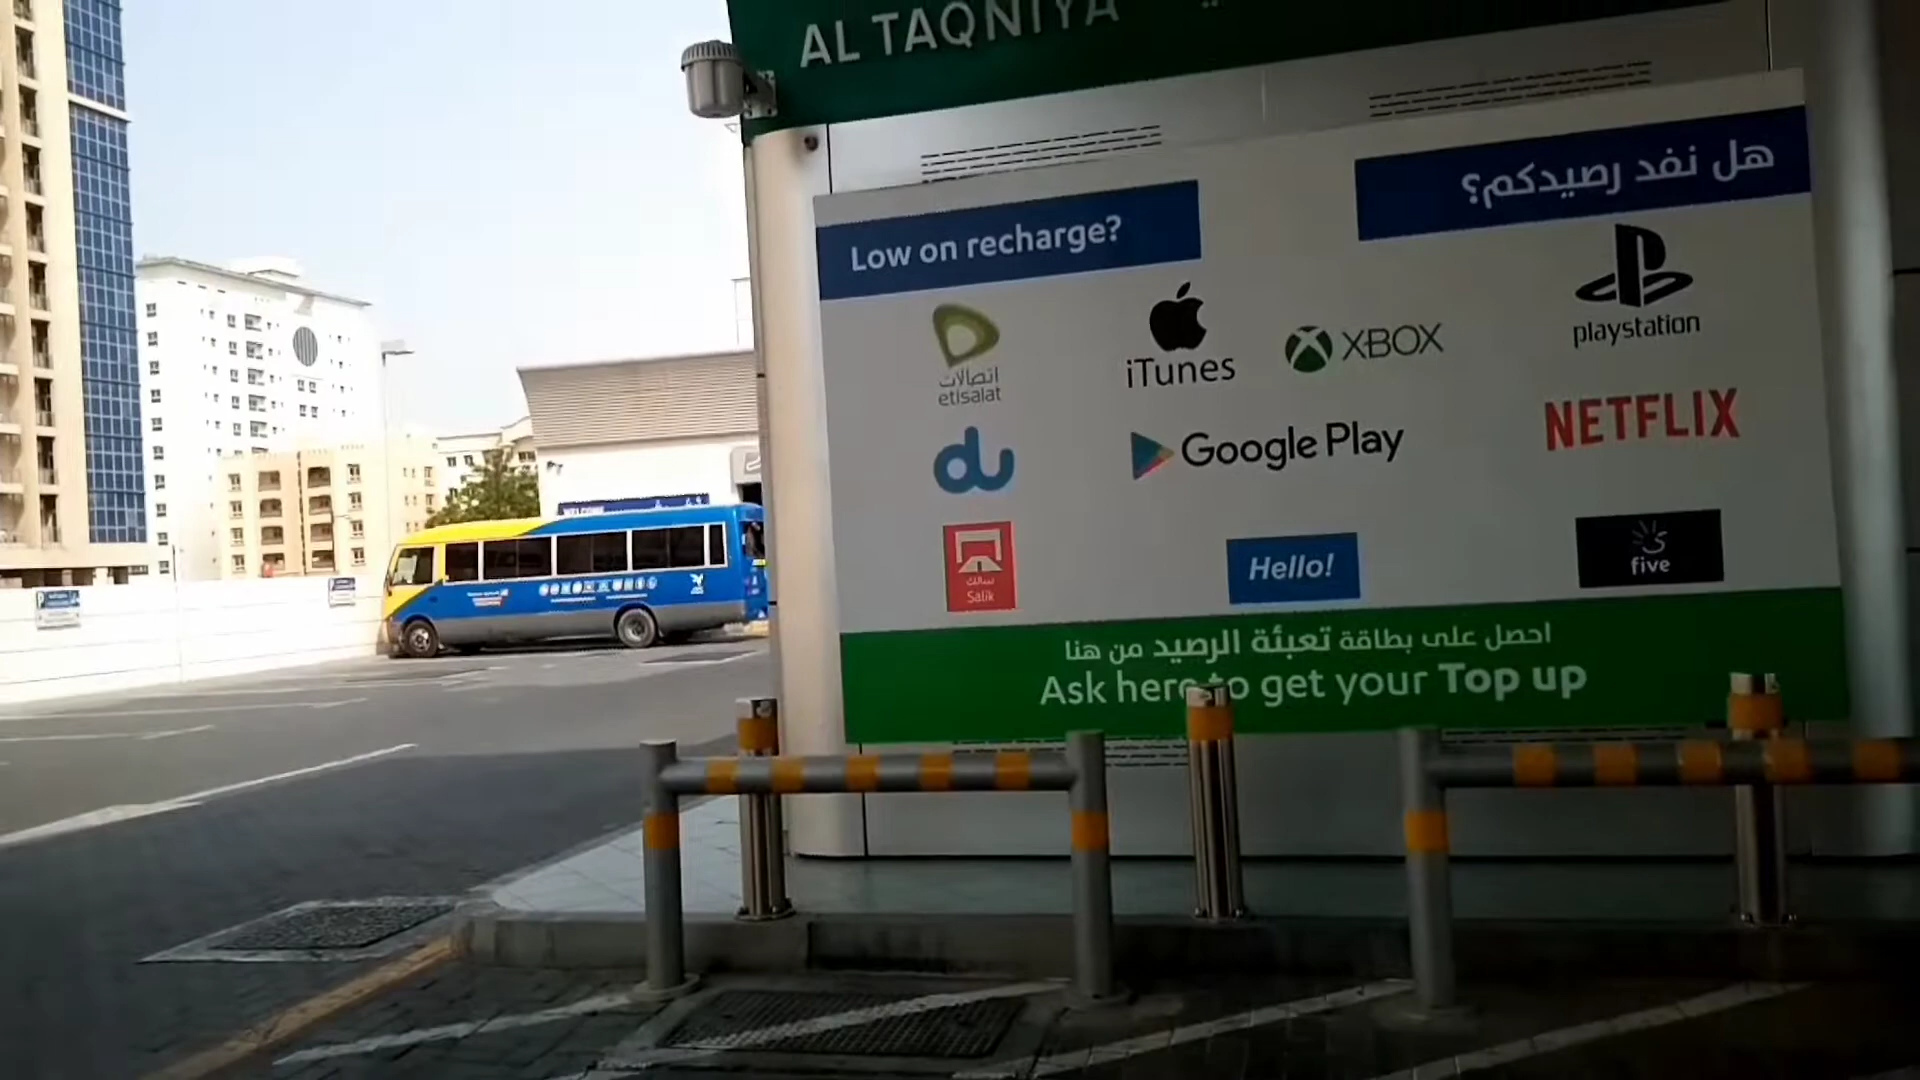 AL TAQNIYA
Low on recharge?
هل نفد رصيدكم؟
اتصالات
etisalat
iTunes
XBOX
playstation
du
Google Play
NETFLIX
سالك
Salik
Hello!
five
احصل على بطاقة تعبئة الرصيد من هنا
Ask here to get your Top up